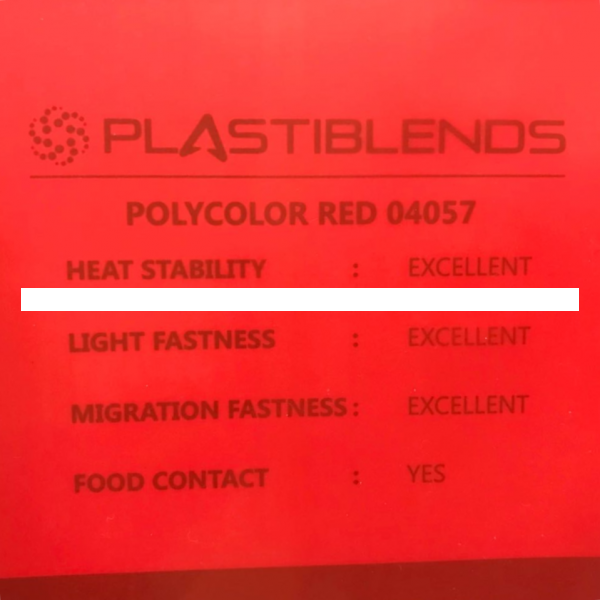 PLASTIBLENDS
POLYCOLOR RED 04057
HEAT STABILITY : EXCELLENT
LIGHT FASTNESS : EXCELLENT
MIGRATION FASTNESS : EXCELLENT
FOOD CONTACT : YES